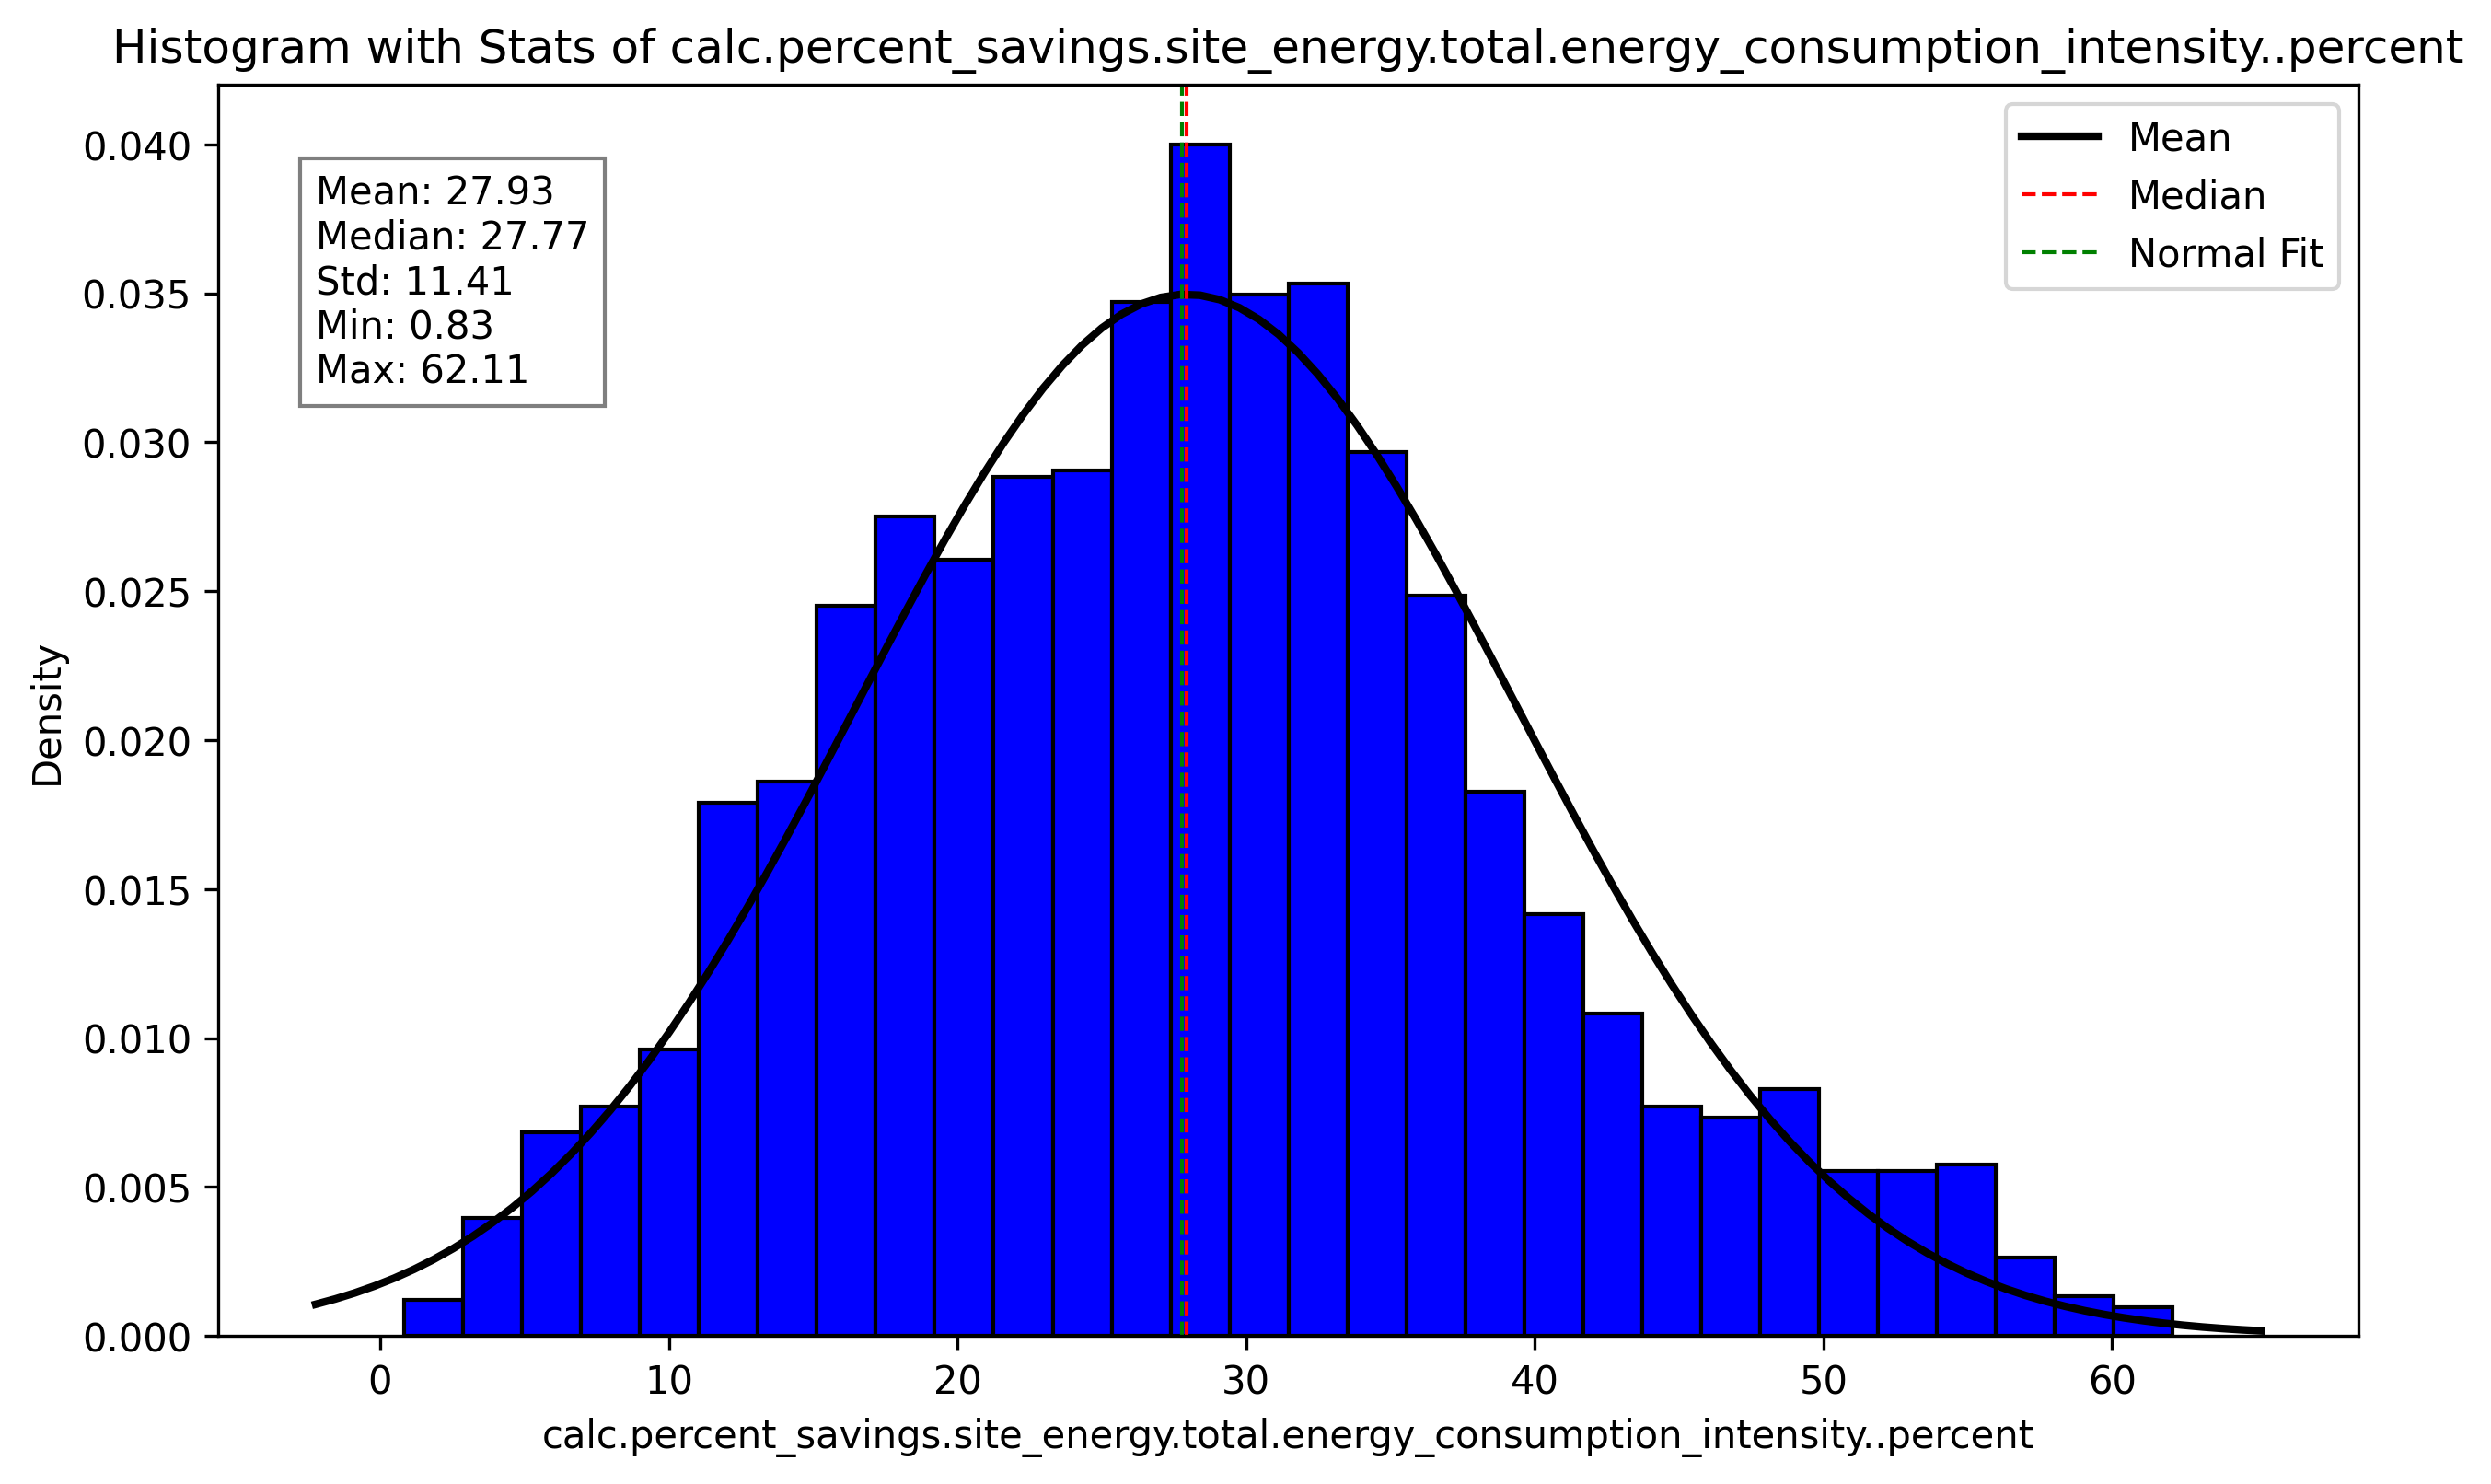 Histogram with Stats of calc.percent_savings.site_energy.total.energy_consumption_intensity..percent
Mean: 27.93
Median: 27.77
Std: 11.41
Min: 0.83
Max: 62.11
Mean
Median
Normal Fit
Density
0.040
0.035
0.030
0.025
0.020
0.015
0.010
0.005
0.000
0 10 20 30 40 50 60
calc.percent_savings.site_energy.total.energy_consumption_intensity..percent